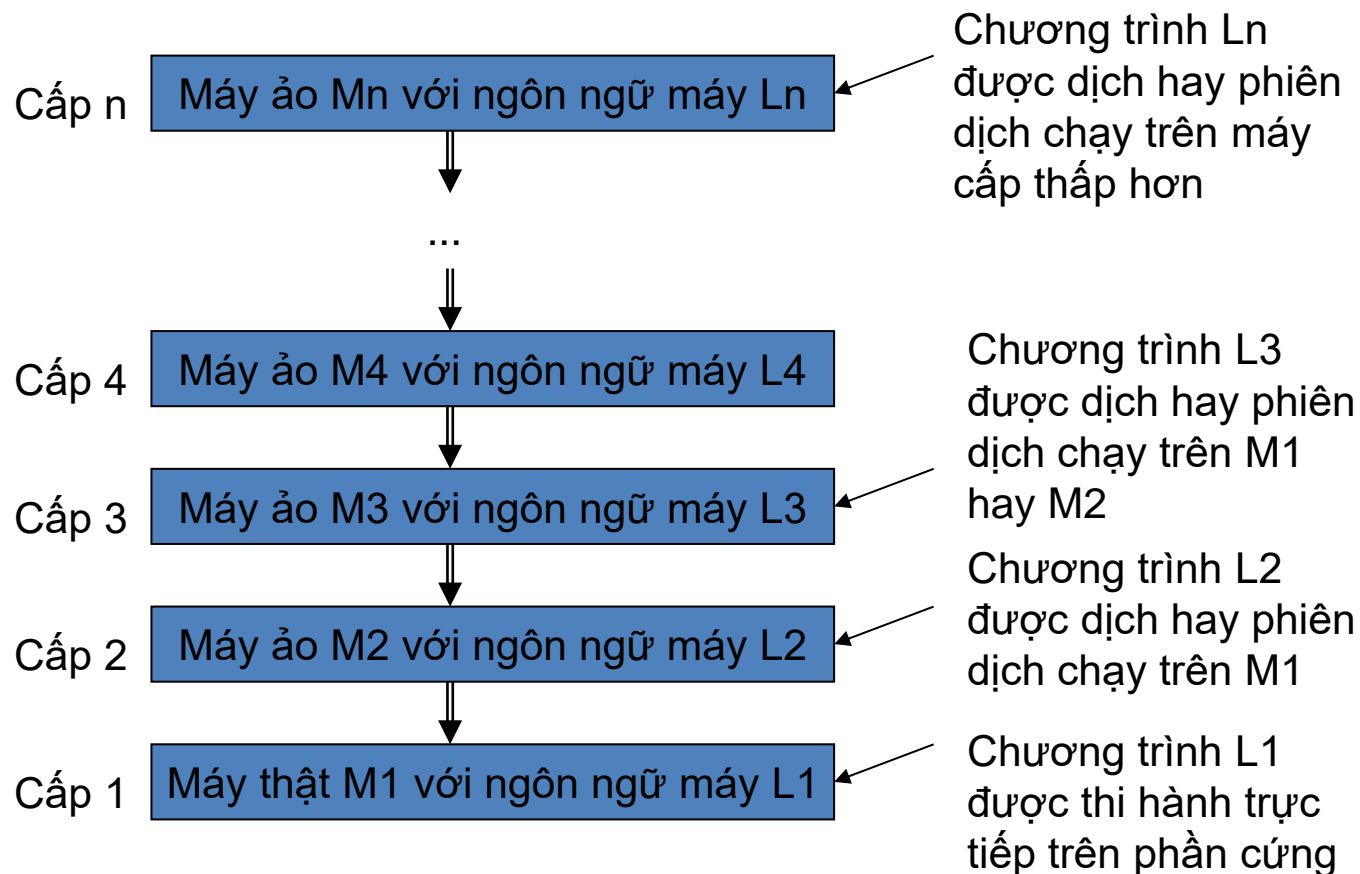 Chương trình Ln
được dịch hay phiên
dịch chạy trên máy
cấp thấp hơn
Cấp n
Máy ảo Mn với ngôn ngữ máy Ln
...
Cấp 4
Máy ảo M4 với ngôn ngữ máy L4
Chương trình L3
được dịch hay phiên
dịch chạy trên M1
hay M2
Cấp 3
Máy ảo M3 với ngôn ngữ máy L3
Chương trình L2
được dịch hay phiên
dịch chạy trên M1
Cấp 2
Máy ảo M2 với ngôn ngữ máy L2
Chương trình L1
được thi hành trực
tiếp trên phần cứng
Cấp 1
Máy thật M1 với ngôn ngữ máy L1